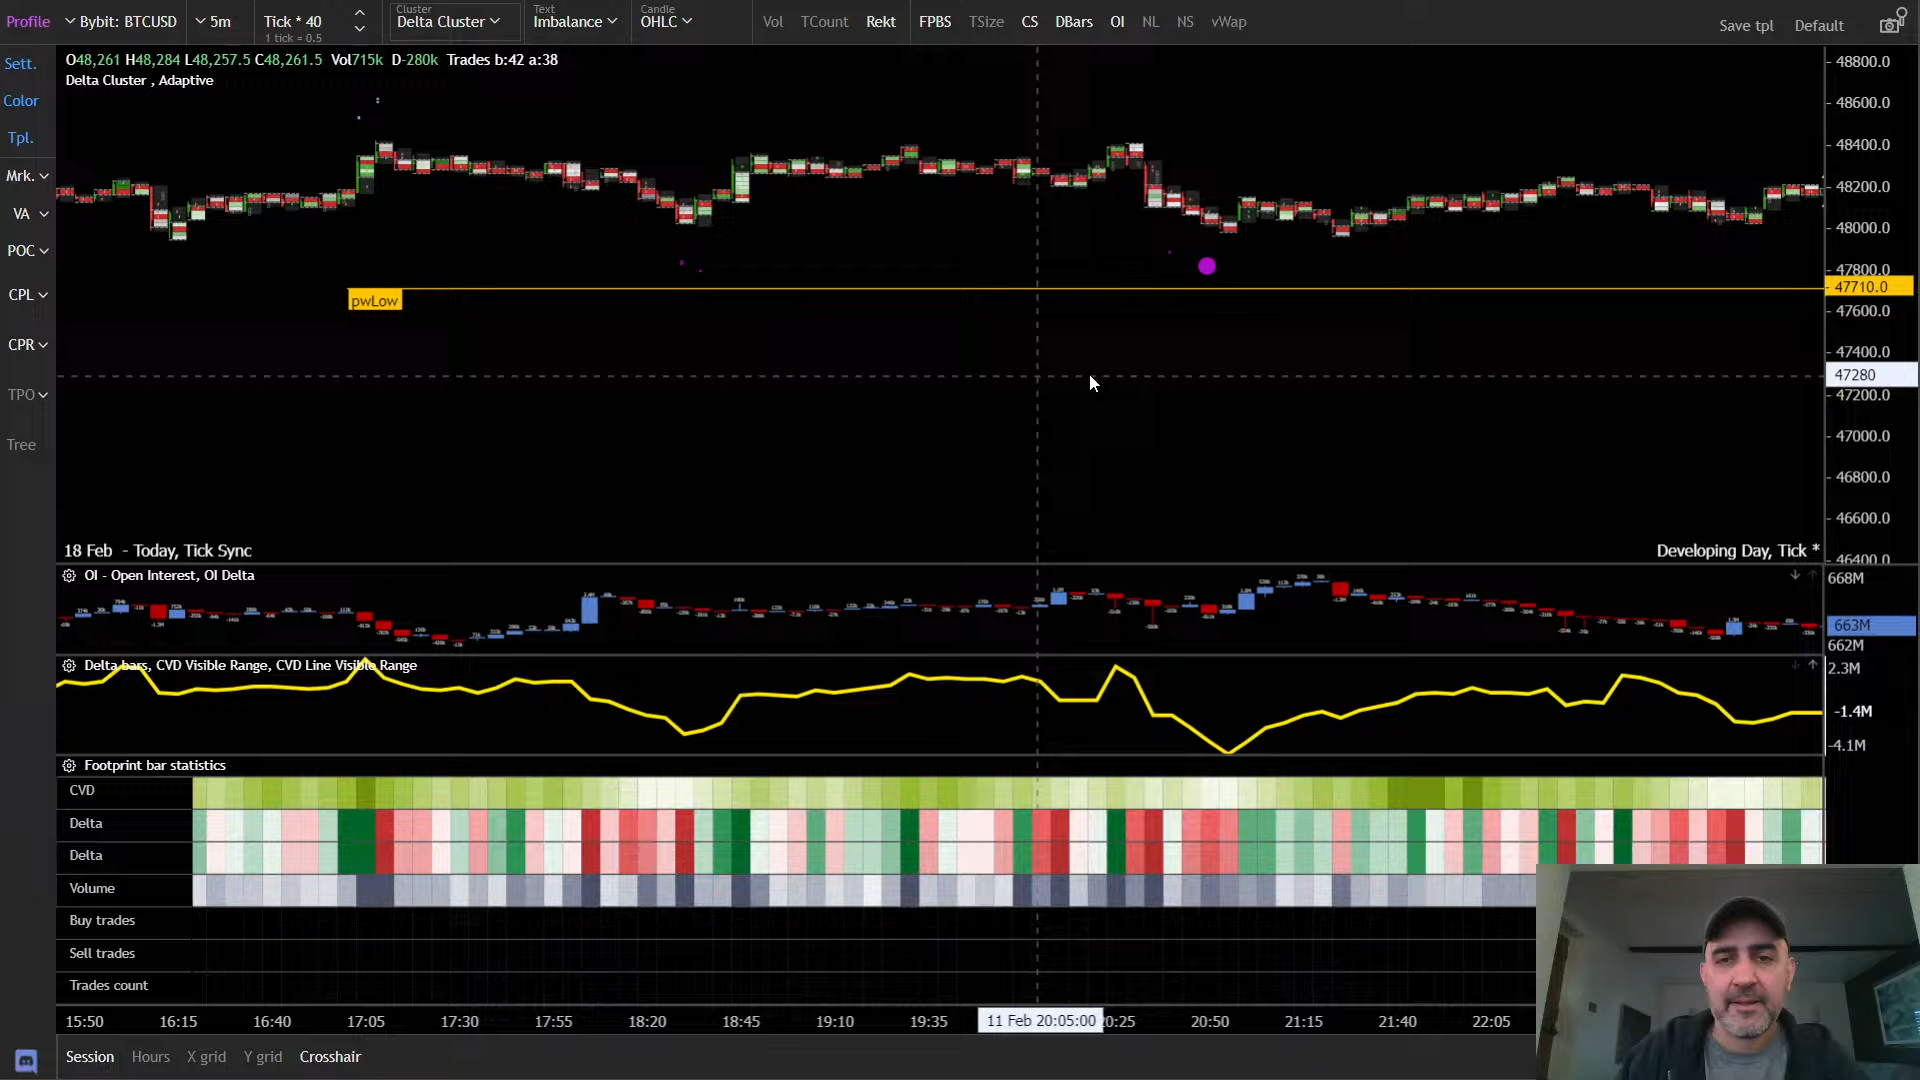 Profile Bybit: BTCUSD 5m Tick * 40 1 tick = 0.5 Cluster Delta Cluster Text Imbalance Candle OHLC Vol TCount Rekt FPBS TSize CS DBars OI NL NS vWap Save tpl Default
Sett.
Color
Tpl.
Mrk.
VA
POC
CPL
CPR
TPO
Tree
O48,261 H48,284 L48,257.5 C48,261.5 Vol715k D-280k Trades b:42 a:38
Delta Cluster , Adaptive
pwLow
48800.0
48600.0
48400.0
48200.0
48000.0
47800.0
47710.0
47600.0
47400.0
47280
47200.0
47000.0
46800.0
46600.0
46400.0
18 Feb - Today, Tick Sync
Developing Day, Tick *
OI - Open Interest, OI Delta
668M
663M
662M
Delta bars, CVD Visible Range, CVD Line Visible Range
2.3M
-1.4M
-4.1M
Footprint bar statistics
CVD
Delta
Delta
Volume
Buy trades
Sell trades
Trades count
15:50 16:15 16:40 17:05 17:30 17:55 18:20 18:45 19:10 19:35 11 Feb 20:05:00 20:25 20:50 21:15 21:40 22:05
Session Hours X grid Y grid Crosshair